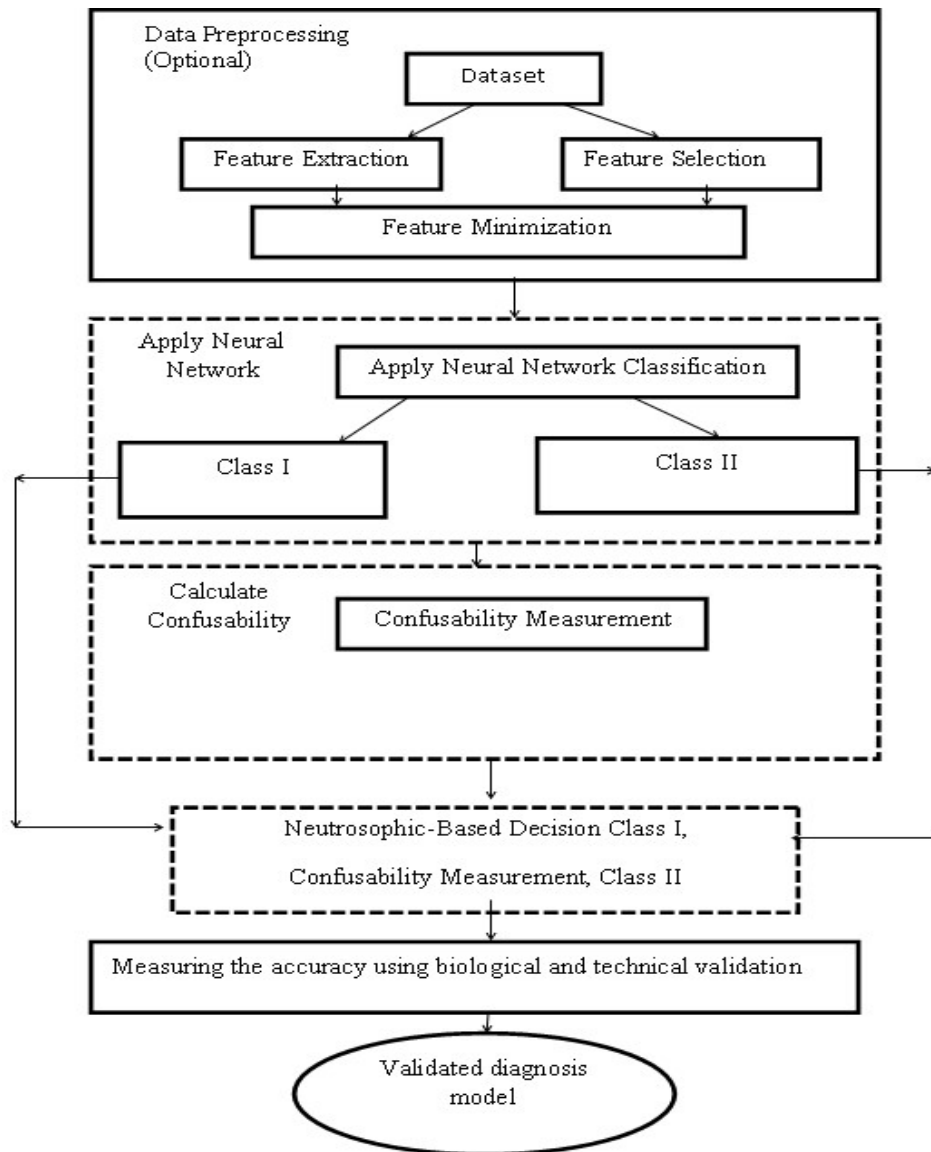 Data Preprocessing
(Optional)
Dataset
Feature Extraction
Feature Selection
Feature Minimization
Apply Neural
Network
Apply Neural Network Classification
Class I
Class II
Calculate
Confusability
Confusability Measurement
Neutrosophic-Based Decision Class I,
Confusability Measurement, Class II
Measuring the accuracy using biological and technical validation
Validated diagnosis
model